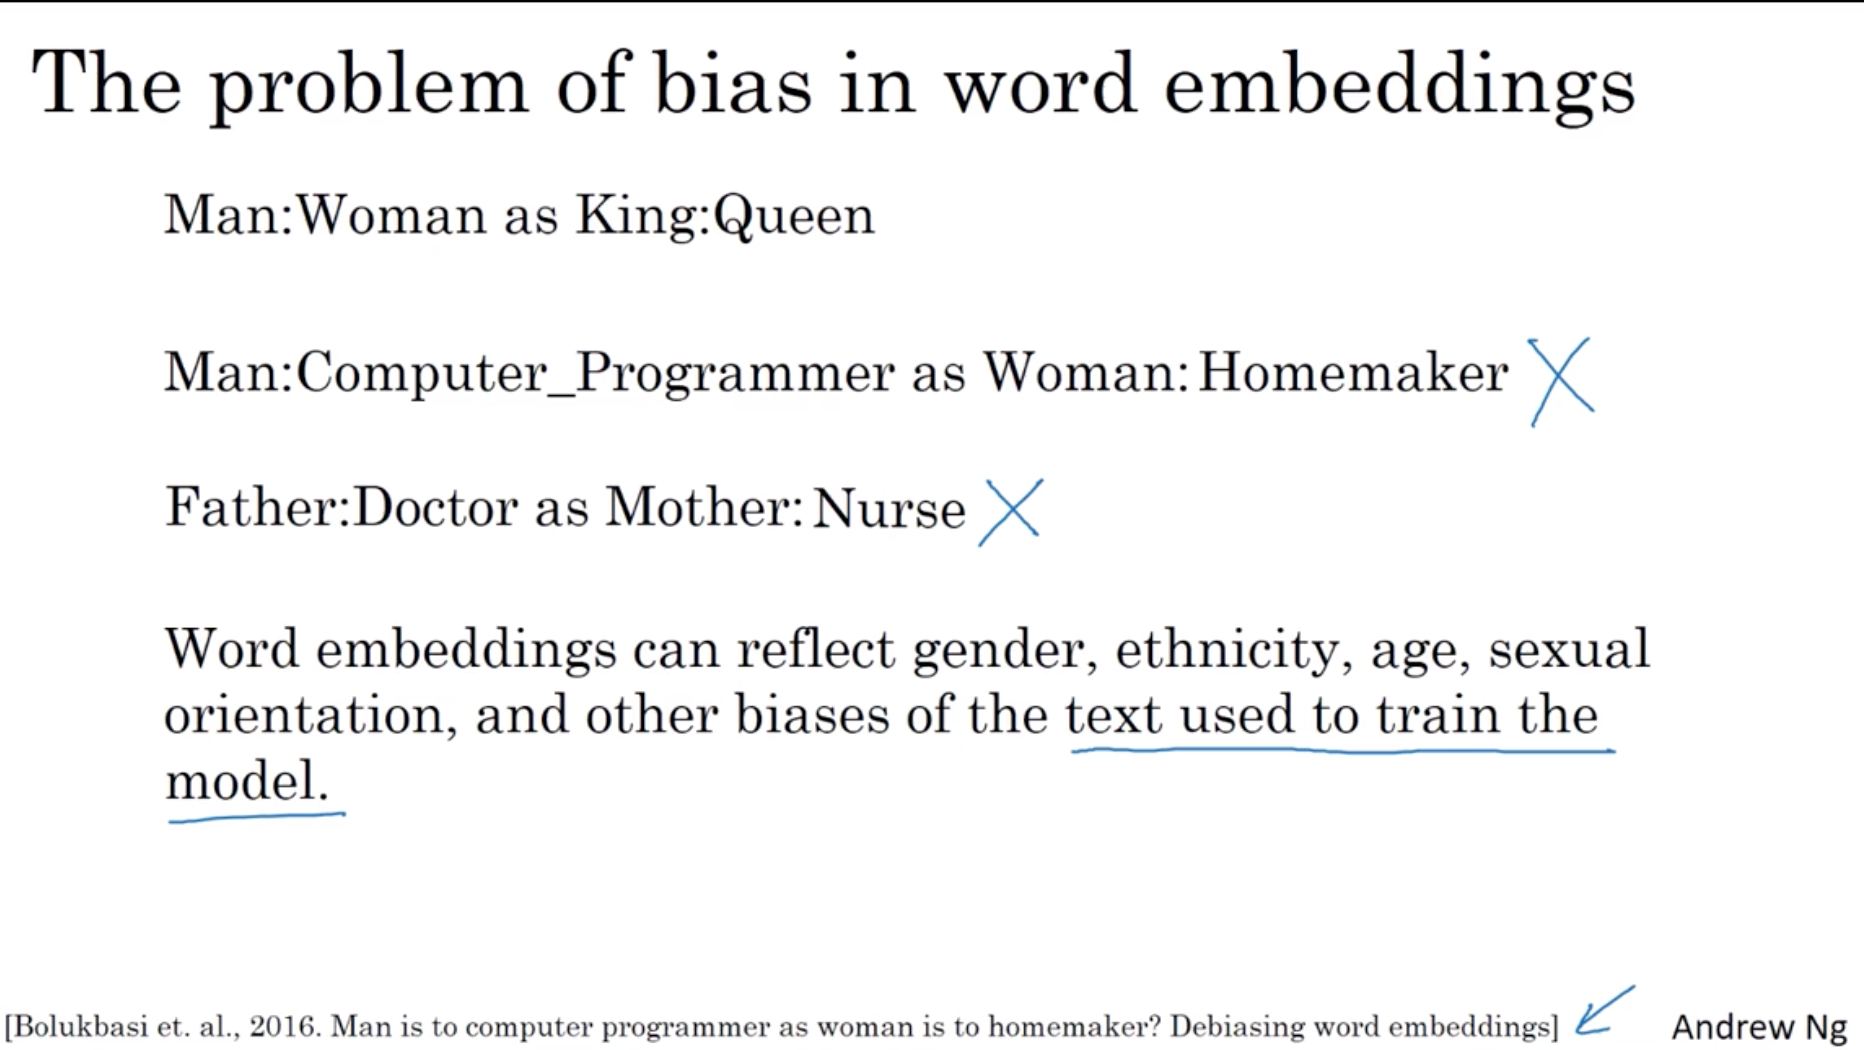 The problem of bias in word embeddings
Man:Woman as King:Queen
Man:Computer_Programmer as Woman: Homemaker
Father:Doctor as Mother: Nurse
Word embeddings can reflect gender, ethnicity, age, sexual
orientation, and other biases of the text used to train the
model.
[Bolukbasi et. al., 2016. Man is to computer programmer as woman is to homemaker? Debiasing word embeddings]
Andrew Ng